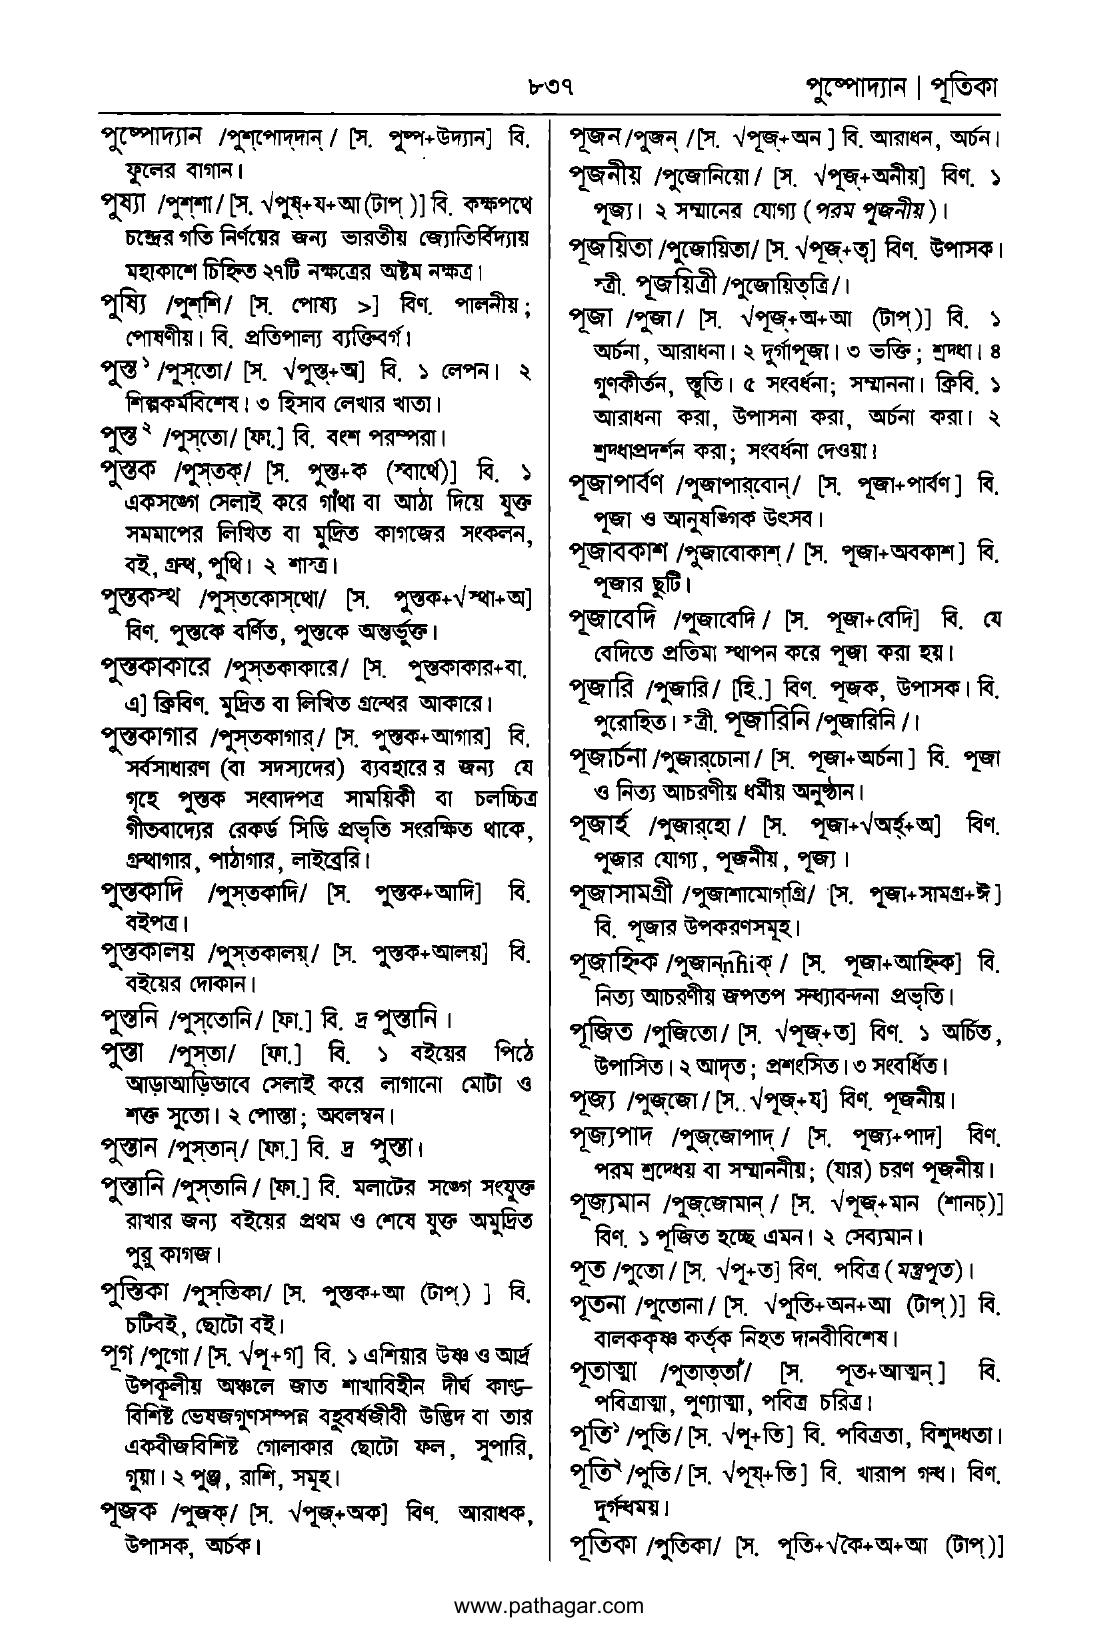 ৮৩৭
পুষ্পোদ্যান | পূতিকা
পুষ্পোদ্যান /পুশ্‌পোদ্‌দান্‌/ [স. পুষ্প+উদ্যান] বি.
ফুলের বাগান।
পুষ্যা /পুশ্‌শা/ [স. √পুষ্‌+য+আ(টাপ্‌)] বি. কক্ষপথে
চন্দ্রের গতি নির্ণয়ের জন্য ভারতীয় জ্যোতির্বিদ্যায়
মহাকাশে চিহ্নিত ২৭টি নক্ষত্রের অষ্টম নক্ষত্র।
পুষ্যি /পুশ্‌শি/ [স. পোষ্য >] বিণ. পালনীয়;
পোষণীয়। বি. প্রতিপাল্য ব্যক্তিবর্গ।
পুস্ত১ /পুস্‌তো/ [স. √পুস্ত্‌+অ] বি. ১ লেপন। ২
শিল্পকর্মবিশেষ। ৩ হিসাব লেখার খাতা।
পুস্ত২ /পুস্‌তো/ [ফা.] বি. বংশ পরম্পরা।
পুস্তক /পুস্‌তক্‌/ [স. পুস্ত+ক (স্বার্থে)] বি. ১
একসঙ্গে সেলাই করে গাঁথা বা আঠা দিয়ে যুক্ত
সমমাপের লিখিত বা মুদ্রিত কাগজের সংকলন,
বই, গ্রন্থ, পুথি। ২ শাস্ত্র।
পুস্তকস্থ /পুস্‌তকোস্‌থো/ [স. পুস্তক+√স্থা+অ]
বিণ. পুস্তকে বর্ণিত, পুস্তকে অন্তর্ভুক্ত।
পুস্তকাকারে /পুস্‌তকাকারে/ [স. পুস্তকাকার+বা.
এ] ক্রিবিণ. মুদ্রিত বা লিখিত গ্রন্থের আকারে।
পুস্তকাগার /পুস্‌তকাগার্‌/ [স. পুস্তক+আগার] বি.
সর্বসাধারণ (বা সদস্যদের) ব্যবহারের জন্য যে
গৃহে পুস্তক সংবাদপত্র সাময়িকী বা চলচ্চিত্র
গীতবাদ্যের রেকর্ড সিডি প্রভৃতি সংরক্ষিত থাকে,
গ্রন্থাগার, পাঠাগার, লাইব্রেরি।
পুস্তকাদি /পুস্‌তকাদি/ [স. পুস্তক+আদি] বি.
বইপত্র।
পুস্তকালয় /পুস্‌তকালয়্‌/ [স. পুস্তক+আলয়] বি.
বইয়ের দোকান।
পুস্তনি /পুস্‌তোনি/ [ফা.] বি. দ্র পুস্তানি।
পুস্তা /পুস্‌তা/ [ফা.] বি. ১ বইয়ের পিঠে
আড়াআড়িভাবে সেলাই করে লাগানো মোটা ও
শক্ত সুতো। ২ পোস্তা; অবলম্বন।
পুস্তান /পুস্‌তান্‌/ [ফা.] বি. দ্র পুস্তা।
পুস্তানি /পুস্‌তানি/ [ফা.] বি. মলাটের সঙ্গে সংযুক্ত
রাখার জন্য বইয়ের প্রথম ও শেষে যুক্ত অমুদ্রিত
পুরু কাগজ।
পুস্তিকা /পুস্‌তিকা/ [স. পুস্তক+আ (টাপ্‌) ] বি.
চটিবই, ছোটো বই।
পূগ /পুগো/ [স. √পূ+গ] বি. ১ এশিয়ার উষ্ণ ও আর্দ্র
উপকূলীয় অঞ্চলে জাত শাখাবিহীন দীর্ঘ কাণ্ড-
বিশিষ্ট ভেষজগুণসম্পন্ন বহুবর্ষজীবী উদ্ভিদ বা তার
একবীজবিশিষ্ট গোলাকার ছোটো ফল, সুপারি,
গুয়া। ২ পুঞ্জ, রাশি, সমূহ।
পূজক /পুজক্‌/ [স. √পূজ্‌+অক] বিণ. আরাধক,
উপাসক, অর্চক।
পূজন /পুজন্‌ /[স. √পূজ্‌+অন ] বি. আরাধন, অর্চন।
পূজনীয় /পুজোনিয়ো/ [স. √পূজ্‌+অনীয়] বিণ. ১
পূজ্য। ২ সম্মানের যোগ্য (পরম পূজনীয়)।
পূজয়িতা /পুজোয়িতা/ [স. √পূজ্‌+তৃ] বিণ. উপাসক।
স্ত্রী. পূজয়িত্রী /পুজোয়িত্‌ত্রি/।
পূজা /পুজা/ [স. √পূজ্‌+অ+আ (টাপ্‌)] বি. ১
অর্চনা, আরাধনা। ২ দুর্গাপূজা। ৩ ভক্তি; শ্রদ্ধা। ৪
গুণকীর্তন, স্তুতি। ৫ সংবর্ধনা; সম্মাননা। ক্রিবি. ১
আরাধনা করা, উপাসনা করা, অর্চনা করা। ২
শ্রদ্ধাপ্রদর্শন করা; সংবর্ধনা দেওয়া।
পূজাপার্বণ /পুজাপার্‌বোন্‌/ [স. পূজা+পার্বণ] বি.
পূজা ও আনুষঙ্গিক উৎসব।
পূজাবকাশ /পুজাবোকাশ্‌/ [স. পূজা+অবকাশ] বি.
পূজার ছুটি।
পূজাবেদি /পুজাবেদি/ [স. পূজা+বেদি] বি. যে
বেদিতে প্রতিমা স্থাপন করে পূজা করা হয়।
পূজারি /পুজারি/ [হি.] বিণ. পূজক, উপাসক। বি.
পুরোহিত। স্ত্রী. পূজারিনি /পুজারিনি/।
পূজার্চনা /পুজার্‌চোনা/ [স. পূজা+অর্চনা] বি. পূজা
ও নিত্য আচরণীয় ধর্মীয় অনুষ্ঠান।
পূজার্হ /পুজার্‌হো/ [স. পূজা+√অর্হ্‌+অ] বিণ.
পূজার যোগ্য, পূজনীয়, পূজ্য।
পূজাসামগ্রী /পুজাশামোগ্‌গ্রি/ [স. পূজা+সামগ্র+ঈ]
বি. পূজার উপকরণসমূহ।
পূজাহ্নিক /পুজান্‌nhiক্‌/ [স. পূজা+আহ্নিক] বি.
নিত্য আচরণীয় জপতপ সন্ধ্যাবন্দনা প্রভৃতি।
পূজিত /পুজিতো/ [স. √পূজ্‌+ত] বিণ. ১ অর্চিত,
উপাসিত। ২ আদৃত; প্রশংসিত। ৩ সংবর্ধিত।
পূজ্য /পুজ্‌জো/ [স.. √পূজ্‌+য] বিণ. পূজনীয়।
পূজ্যপাদ /পুজ্‌জোপাদ্‌/ [স. পূজ্য+পাদ] বিণ.
পরম শ্রদ্ধেয় বা সম্মাননীয়; (যার) চরণ পূজনীয়।
পূজ্যমান /পুজ্‌জোমান্‌/ [স. √পূজ্‌+মান (শানচ্‌)]
বিণ. ১ পূজিত হচ্ছে এমন। ২ সেব্যমান।
পূত /পুতো/ [স. √পূ+ত] বিণ. পবিত্র (মন্ত্রপূত)।
পূতনা /পুতোনা/ [স. √পূতি+অন+আ (টাপ্‌)] বি.
বালককৃষ্ণ কর্তৃক নিহত দানবীবিশেষ।
পূতাত্মা /পুতাত্‌তাঁ/ [স. পূত+আত্মন্‌] বি.
পবিত্রাত্মা, পুণ্যাত্মা, পবিত্র চরিত্র।
পূতি১ /পুতি/ [স. √পূ+তি] বি. পবিত্রতা, বিশুদ্ধতা।
পূতি২ /পুতি/ [স. √পূয়্‌+তি] বি. খারাপ গন্ধ। বিণ.
দুর্গন্ধময়।
পূতিকা /পুতিকা/ [স. পূতি+√কৈ+অ+আ (টাপ্‌)]
www.pathagar.com